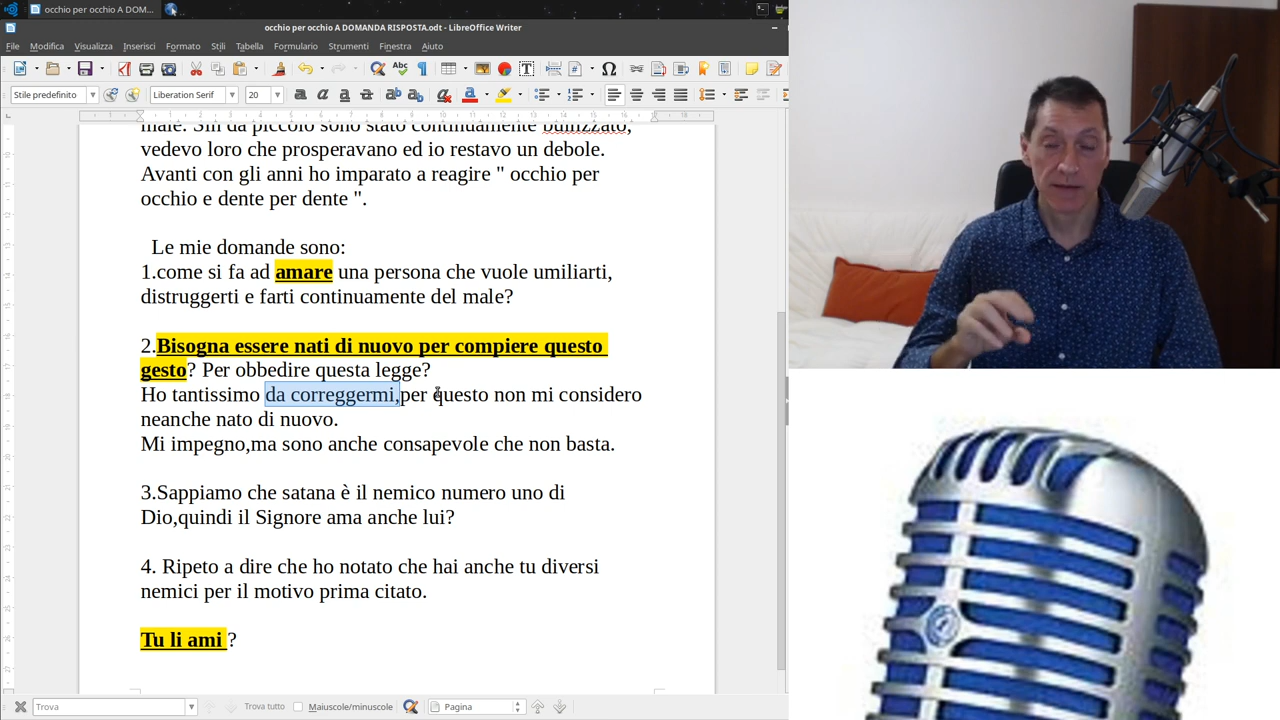 occhio per occhio A DOM...
occhio per occhio A DOMANDA RISPOSTA.odt - LibreOffice Writer
File Modifica Visualizza Inserisci Formato Stili Tabella Formulario Strumenti Finestra Aiuto
Stile predefinito Liberation Serif 20
male. Sin da piccolo sono stato continuamente bullizzato,
vedevo loro che prosperavano ed io restavo un debole.
Avanti con gli anni ho imparato a reagire " occhio per
occhio e dente per dente ".
Le mie domande sono:
1.come si fa ad amare una persona che vuole umiliarti,
distruggerti e farti continuamente del male?
2.Bisogna essere nati di nuovo per compiere questo
gesto? Per obbedire questa legge?
Ho tantissimo da correggermi,per questo non mi considero
neanche nato di nuovo.
Mi impegno,ma sono anche consapevole che non basta.
3.Sappiamo che satana è il nemico numero uno di
Dio,quindi il Signore ama anche lui?
4. Ripeto a dire che ho notato che hai anche tu diversi
nemici per il motivo prima citato.
Tu li ami ?
Trova Trova tutto Maiuscole/minuscole Pagina